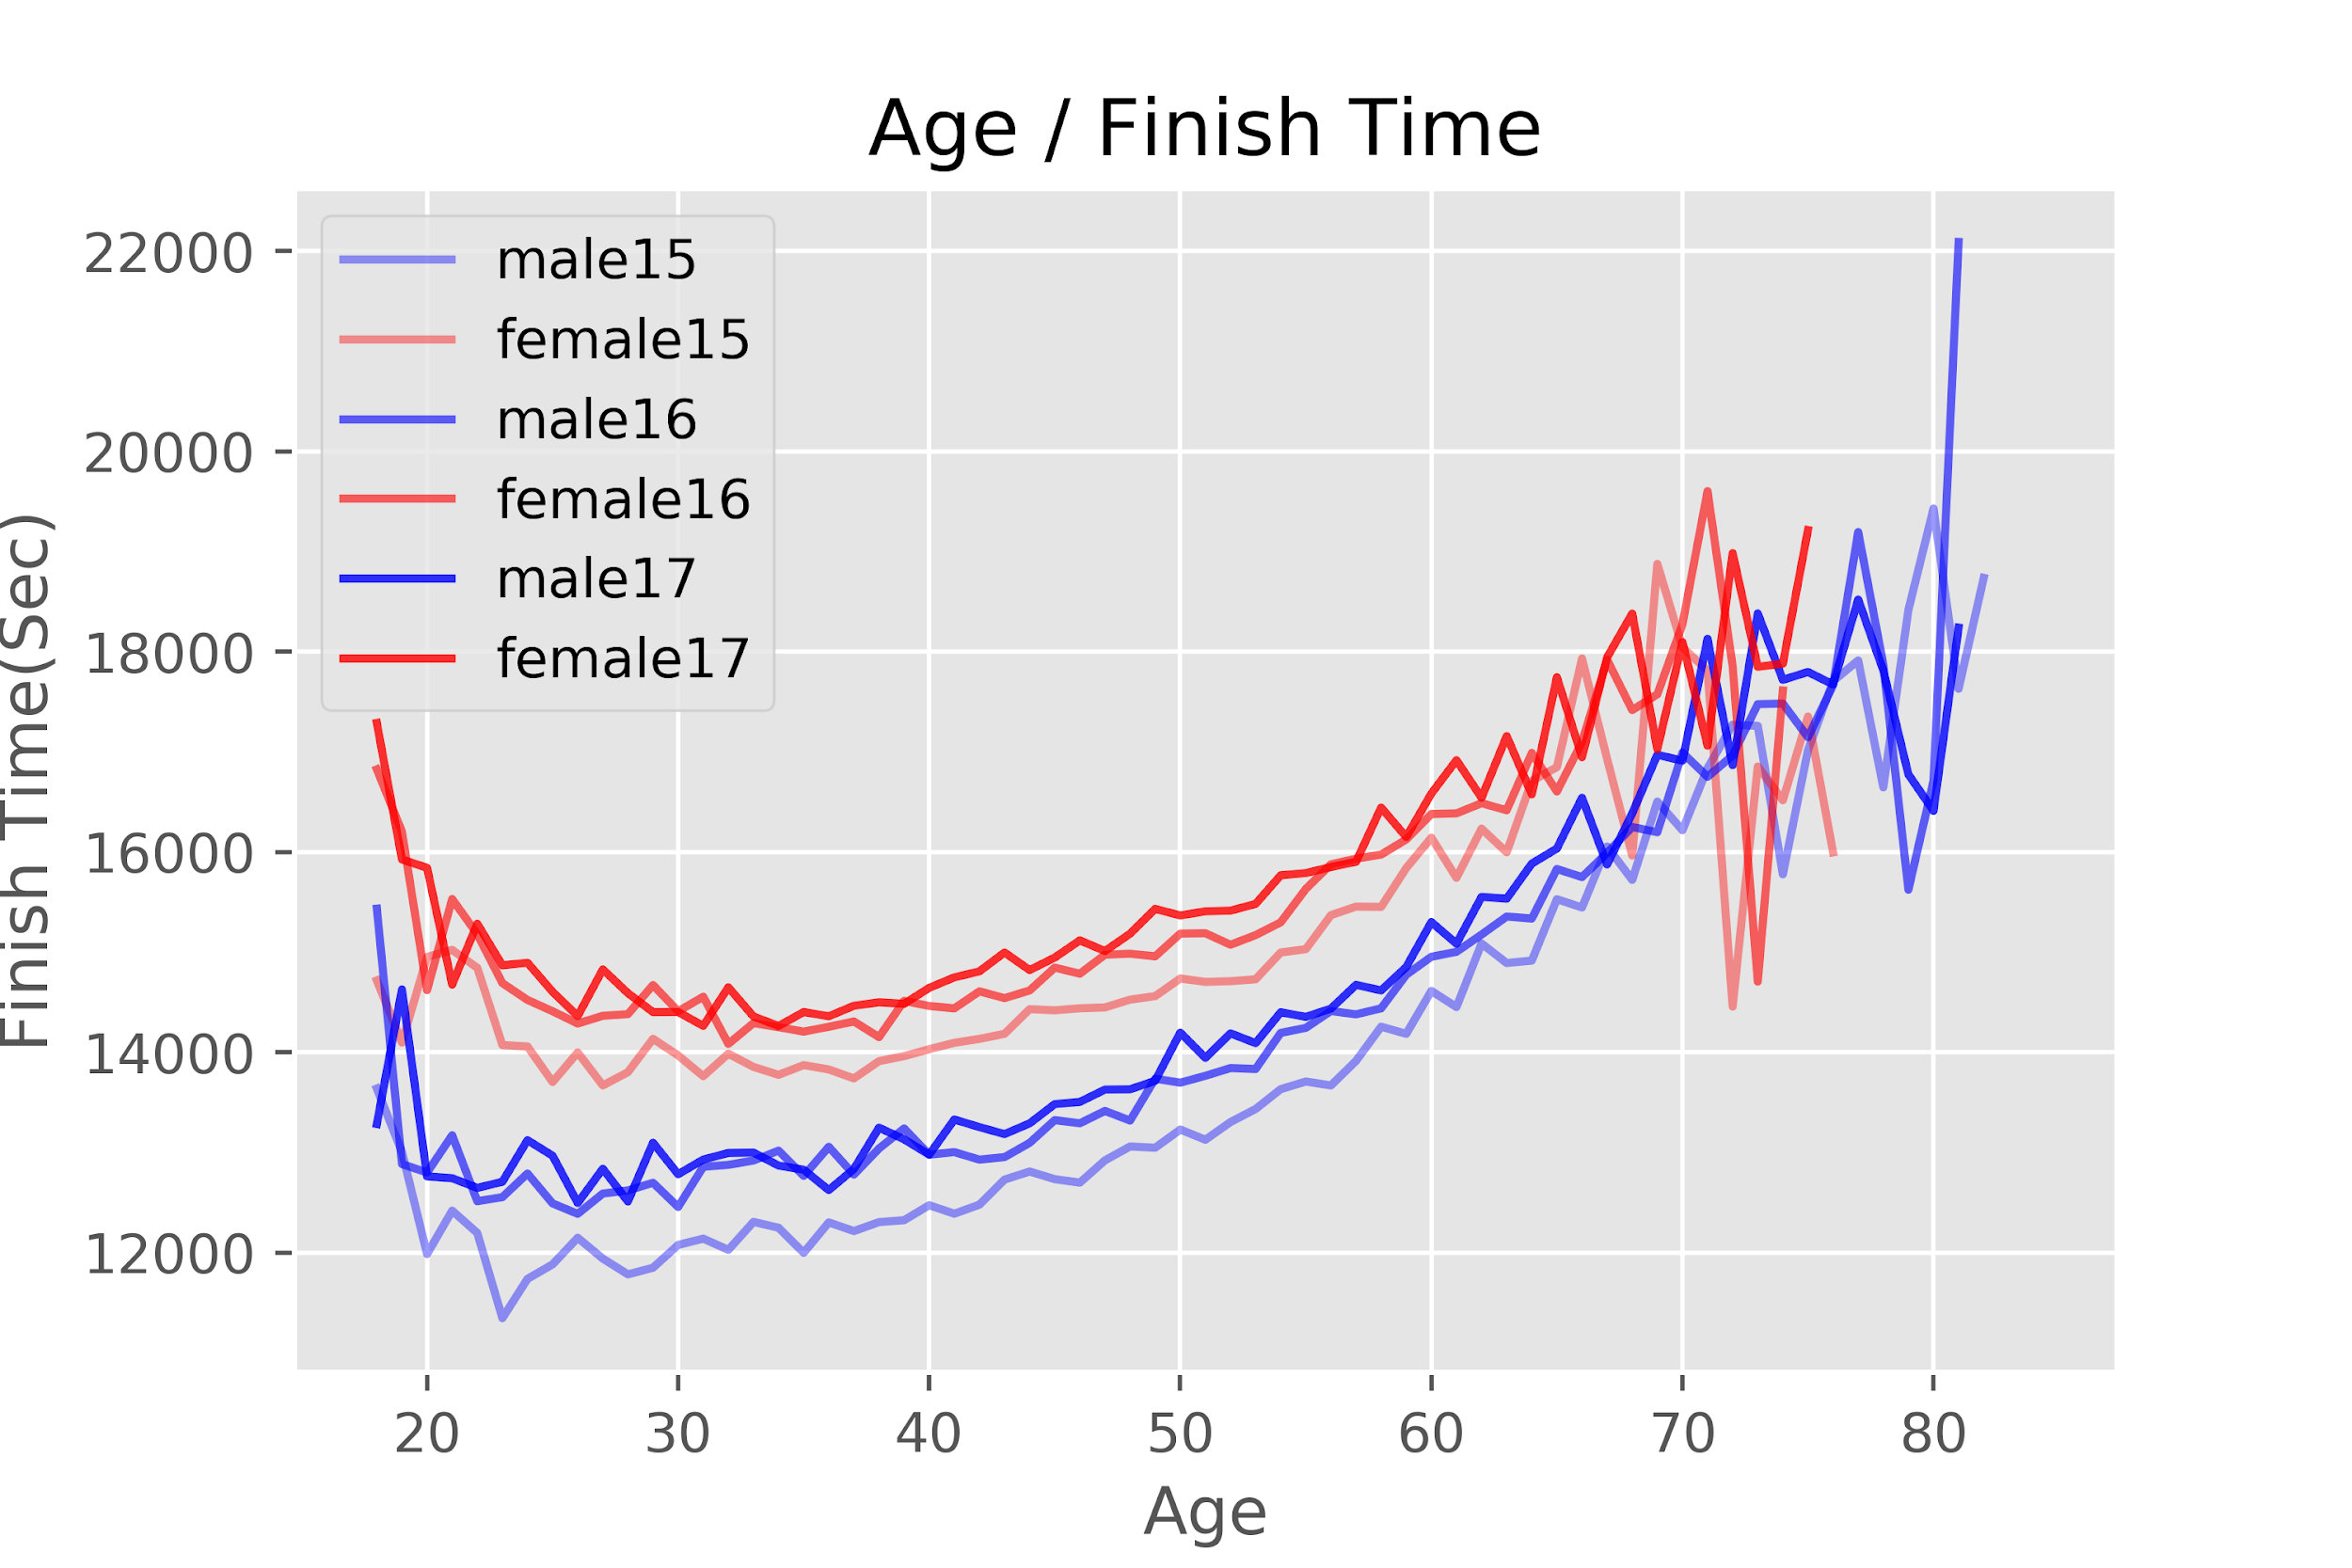 Age / Finish Time
22000
20000
18000
16000
14000
12000
Finish Time(Sec)
male15
female15
male16
female16
male17
female17
20 30 40 50 60 70 80
Age